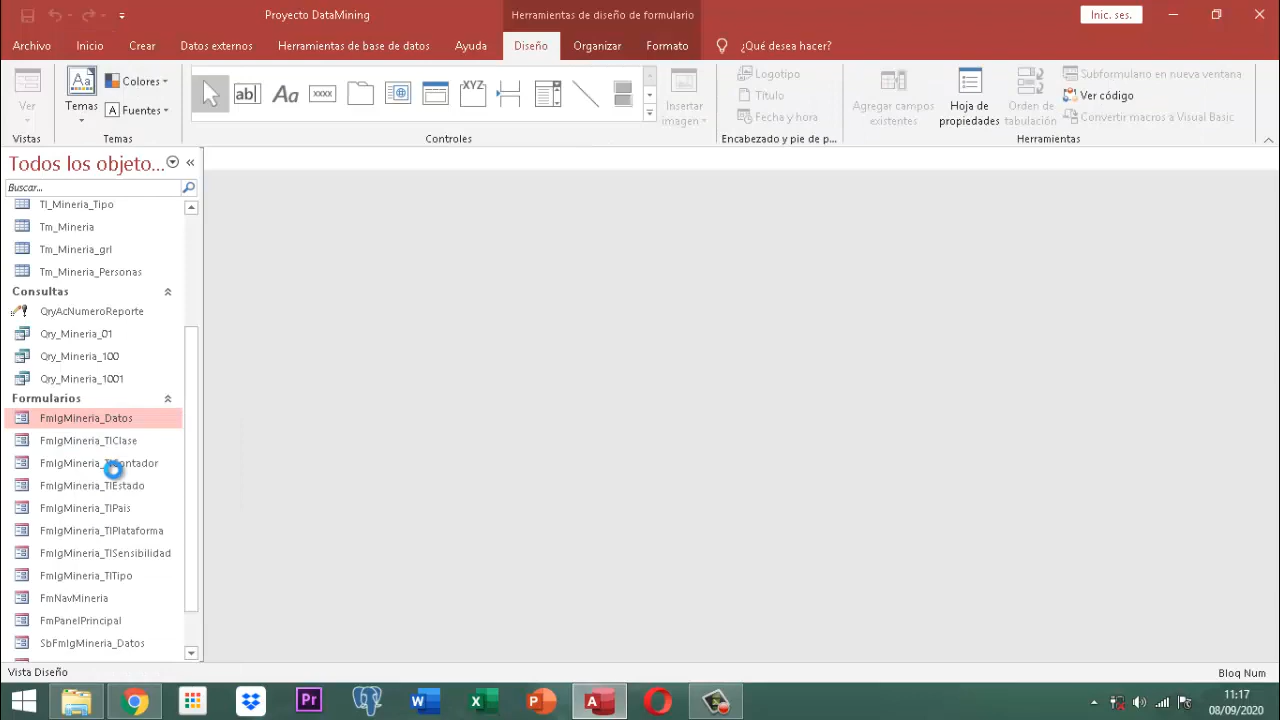 Proyecto DataMining
Herramientas de diseño de formulario
Inic. ses.
Archivo
Inicio
Crear
Datos externos
Herramientas de base de datos
Ayuda
Diseño
Organizar
Formato
¿Qué desea hacer?
Ver
Vistas
Temas
Colores
Fuentes
Temas
ab|
Aa
xxxx
XYZ
Controles
Insertar
imagen
Logotipo
Título
Fecha y hora
Encabezado y pie de p...
Agregar campos
existentes
Hoja de
propiedades
Orden de
tabulación
Subformulario en nueva ventana
Ver código
Convertir macros a Visual Basic
Herramientas
Todos los objeto...
Buscar...
Tl_Mineria_Tipo
Tm_Mineria
Tm_Mineria_grl
Tm_Mineria_Personas
Consultas
QryAcNumeroReporte
Qry_Mineria_01
Qry_Mineria_100
Qry_Mineria_1001
Formularios
FmIgMineria_Datos
FmIgMineria_TlClase
FmIgMineria_TlContador
FmIgMineria_TlEstado
FmIgMineria_TlPais
FmIgMineria_TlPlataforma
FmIgMineria_TlSensibilidad
FmIgMineria_TlTipo
FmNavMineria
FmPanelPrincipal
SbFmIgMineria_Datos
Vista Diseño
Bloq Num
Pr
11:17
08/09/2020